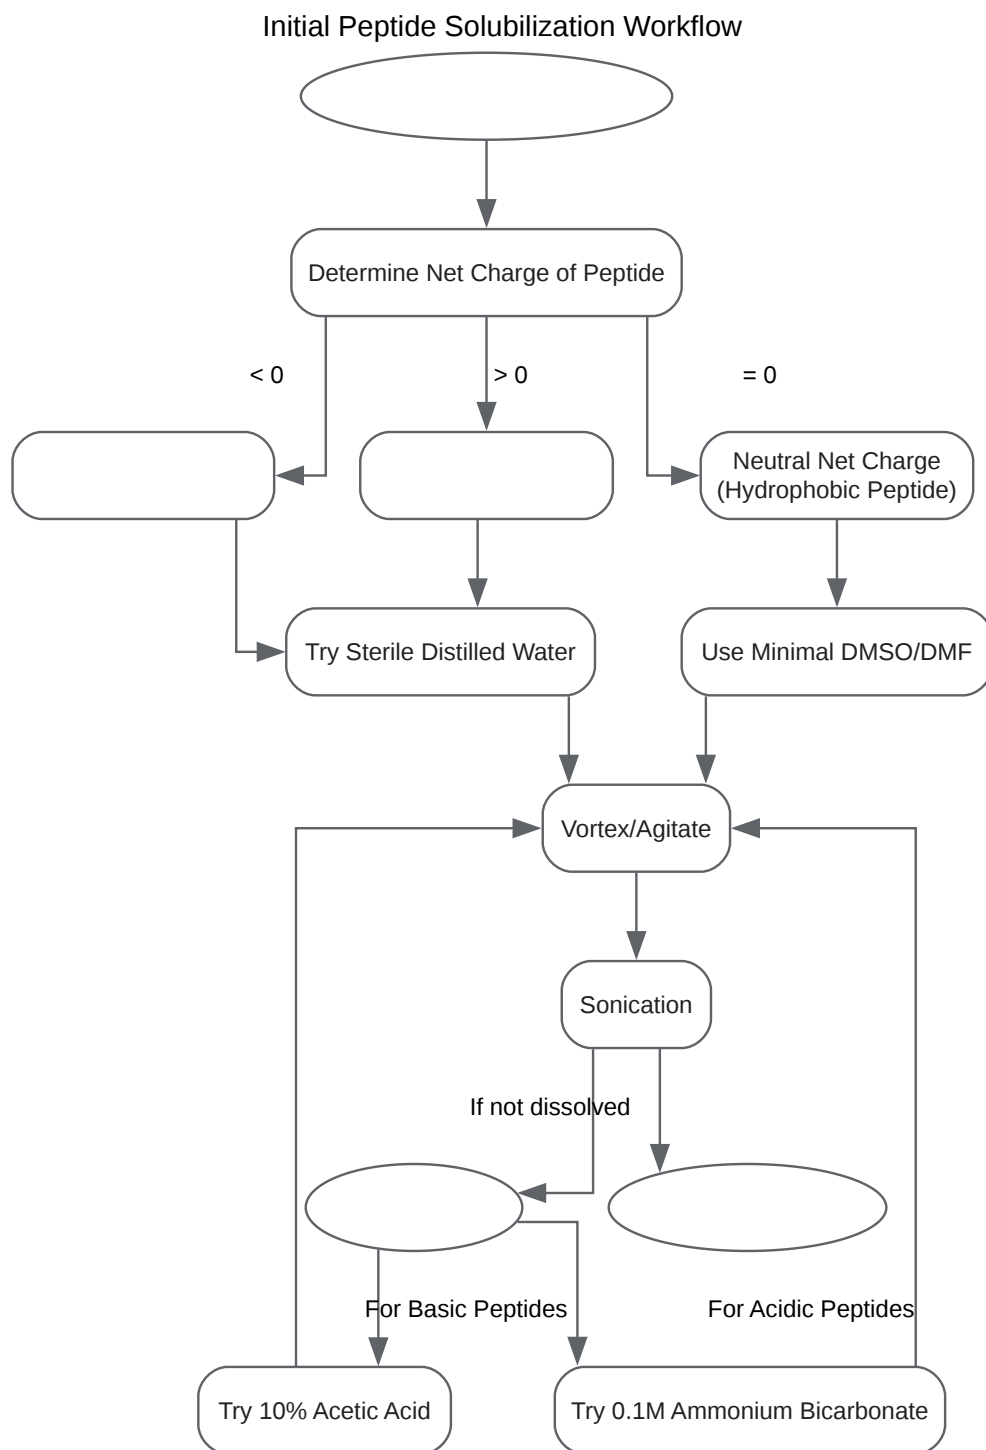 Initial Peptide Solubilization Workflow
Determine Net Charge of Peptide
< 0
> 0
= 0
Neutral Net Charge
(Hydrophobic Peptide)
Try Sterile Distilled Water
Use Minimal DMSO/DMF
Vortex/Agitate
Sonication
If not dissolved
For Basic Peptides
For Acidic Peptides
Try 10% Acetic Acid
Try 0.1M Ammonium Bicarbonate